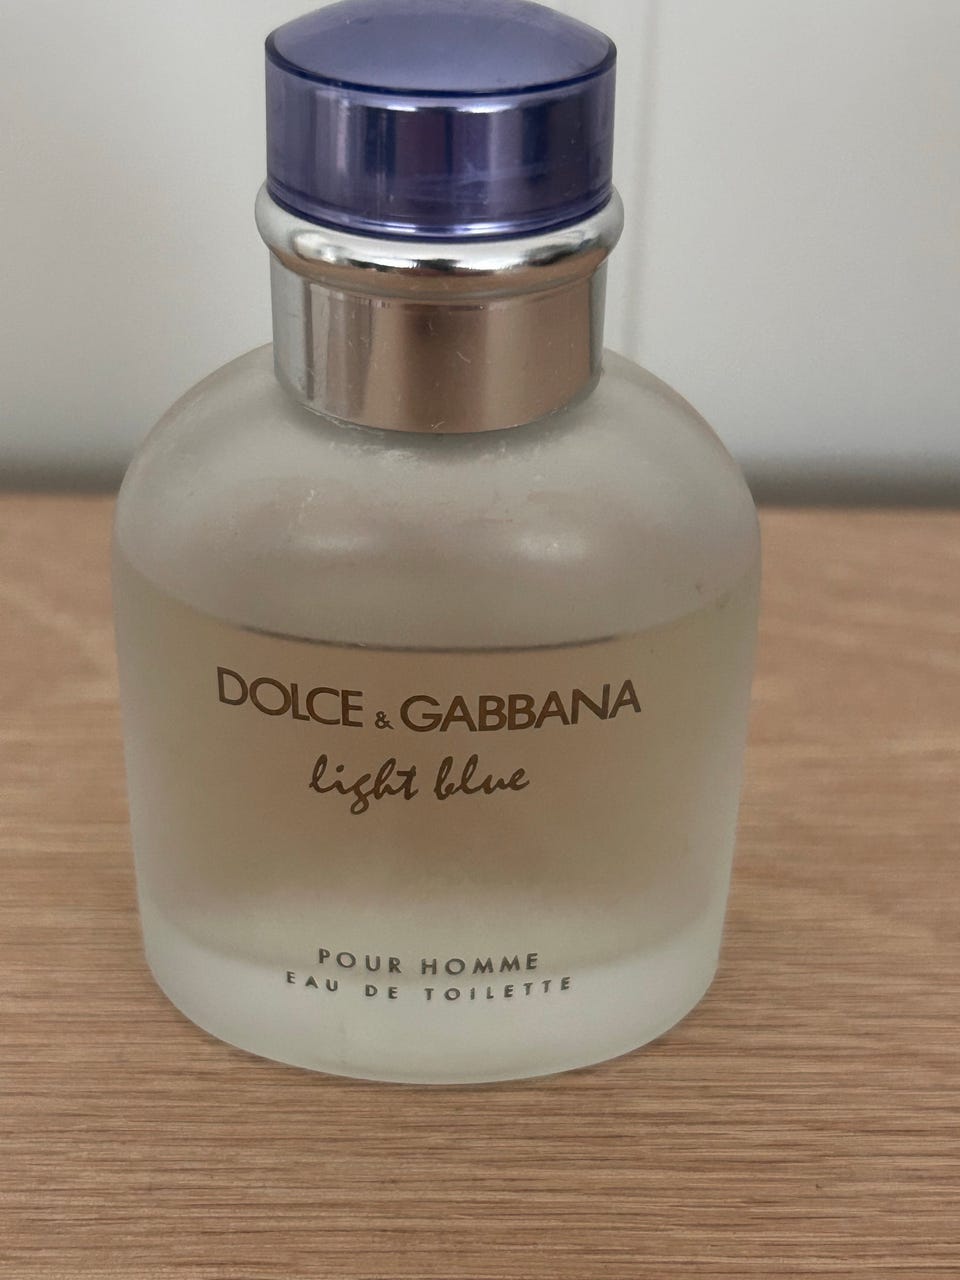 DOLCE & GABBANA
light blue
POUR HOMME
EAU DE TOILETTE